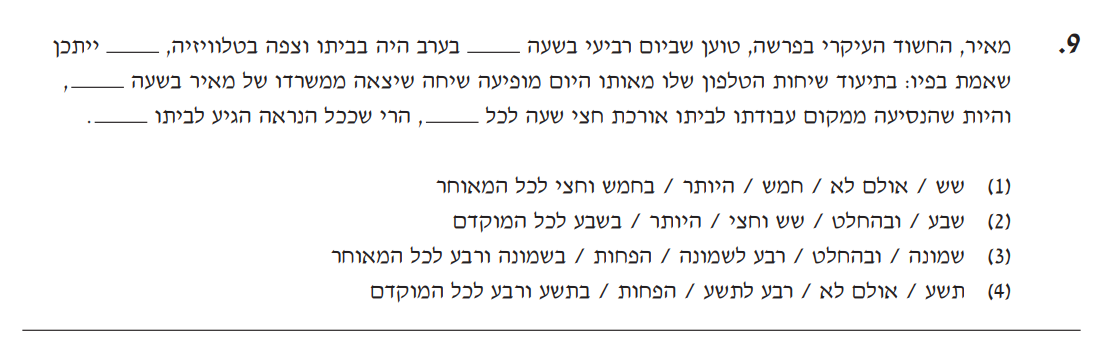 9. מאיר, החשוד העיקרי בפרשה, טוען שביום רביעי בשעה _____ בערב היה בביתו וצפה בטלוויזיה, _____ ייתכן
שאמת בפיו: בתיעוד שיחות הטלפון שלו מאותו היום מופיעה שיחה שיצאה ממשרדו של מאיר בשעה _____,
והיות שהנסיעה ממקום עבודתו לביתו אורכת חצי שעה לכל _____, הרי שככל הנראה הגיע לביתו _____.
(1) שש / אולם לא / חמש / היותר / בחמש וחצי לכל המאוחר
(2) שבע / ובהחלט / שש וחצי / היותר / בשבע לכל המוקדם
(3) שמונה / ובהחלט / רבע לשמונה / הפחות / בשמונה ורבע לכל המאוחר
(4) תשע / אולם לא / רבע לתשע / הפחות / בתשע ורבע לכל המוקדם